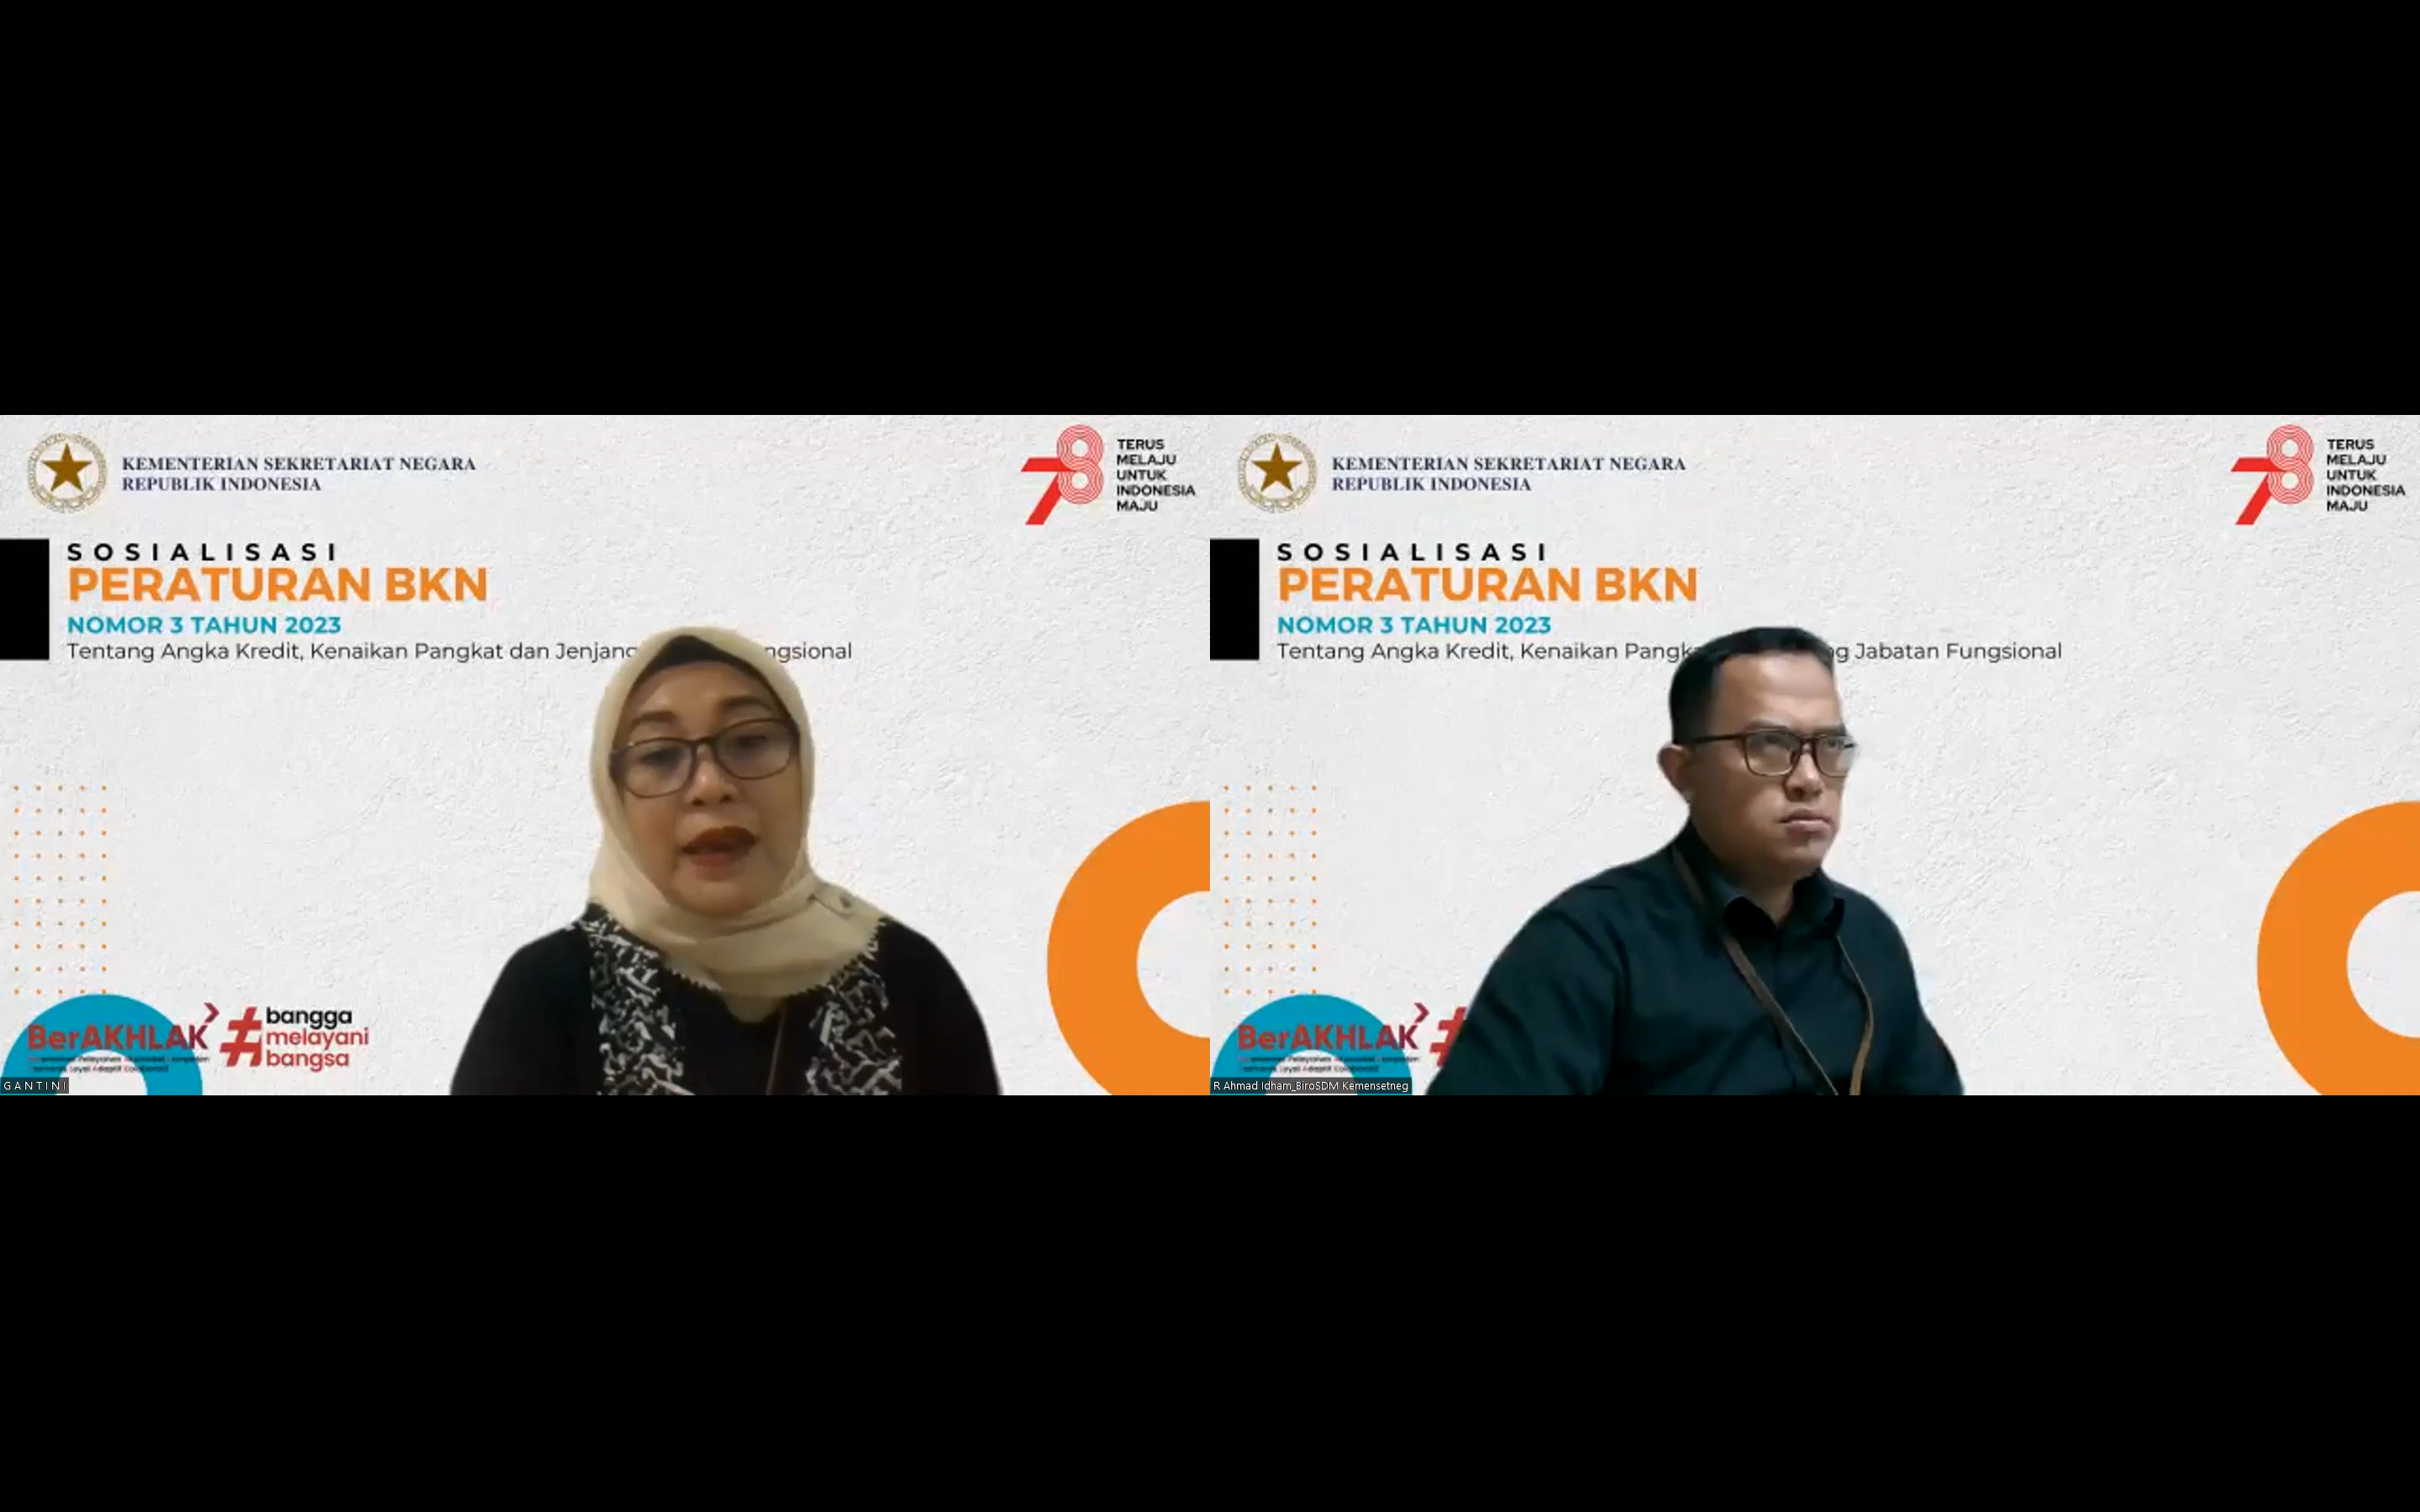 KEMENTERIAN SEKRETARIAT NEGARA
REPUBLIK INDONESIA
78
TERUS
MELAJU
UNTUK
INDONESIA
MAJU
SOSIALISASI
PERATURAN BKN
NOMOR 3 TAHUN 2023
Tentang Angka Kredit, Kenaikan Pangkat dan Jenjang ngsional
BerAKHLAK
#bangga
melayani
bangsa
GANTINI
KEMENTERIAN SEKRETARIAT NEGARA
REPUBLIK INDONESIA
78
TERUS
MELAJU
UNTUK
INDONESIA
MAJU
SOSIALISASI
PERATURAN BKN
NOMOR 3 TAHUN 2023
Tentang Angka Kredit, Kenaikan Pangka g Jabatan Fungsional
BerAKHLAK
#
R Ahmad Idham_BiroSDM Kemensetneg